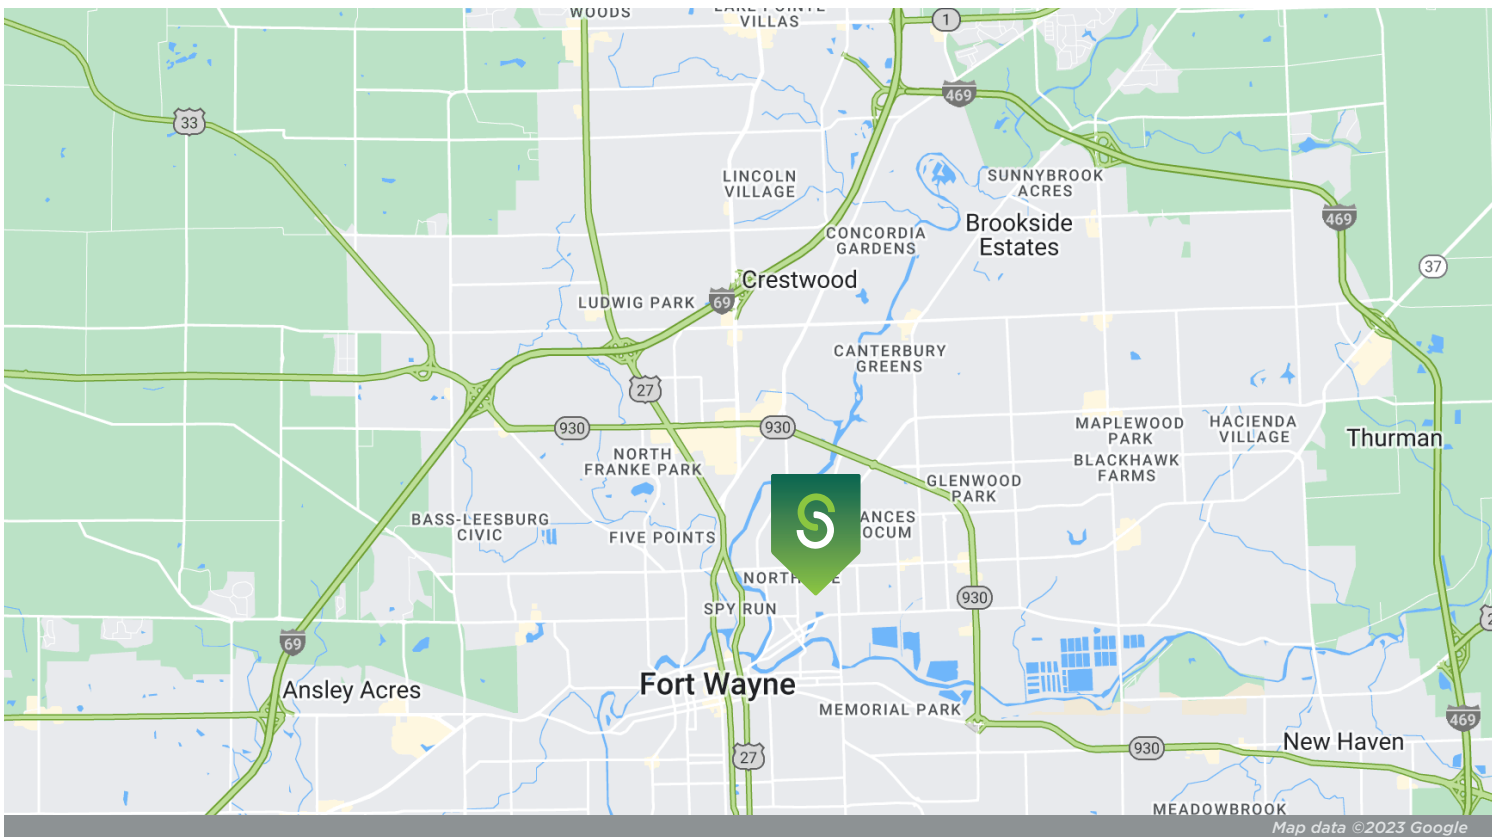 WOODS
VILLAS
1
469
33
LINCOLN
VILLAGE
SUNNYBROOK
ACRES
469
CONCORDIA
GARDENS
Brookside
Estates
37
Crestwood
LUDWIG PARK
69
CANTERBURY
GREENS
27
930
930
MAPLEWOOD
PARK
HACIENDA
VILLAGE
Thurman
NORTH
FRANKE PARK
BLACKHAWK
FARMS
GLENWOOD
PARK
BASS-LEESBURG
CIVIC
FIVE POINTS
ANCES
OCUM
NORTH
SPY RUN
930
69
Ansley Acres
Fort Wayne
MEMORIAL PARK
469
930
New Haven
27
MEADOWBROOK
Map data ©2023 Google